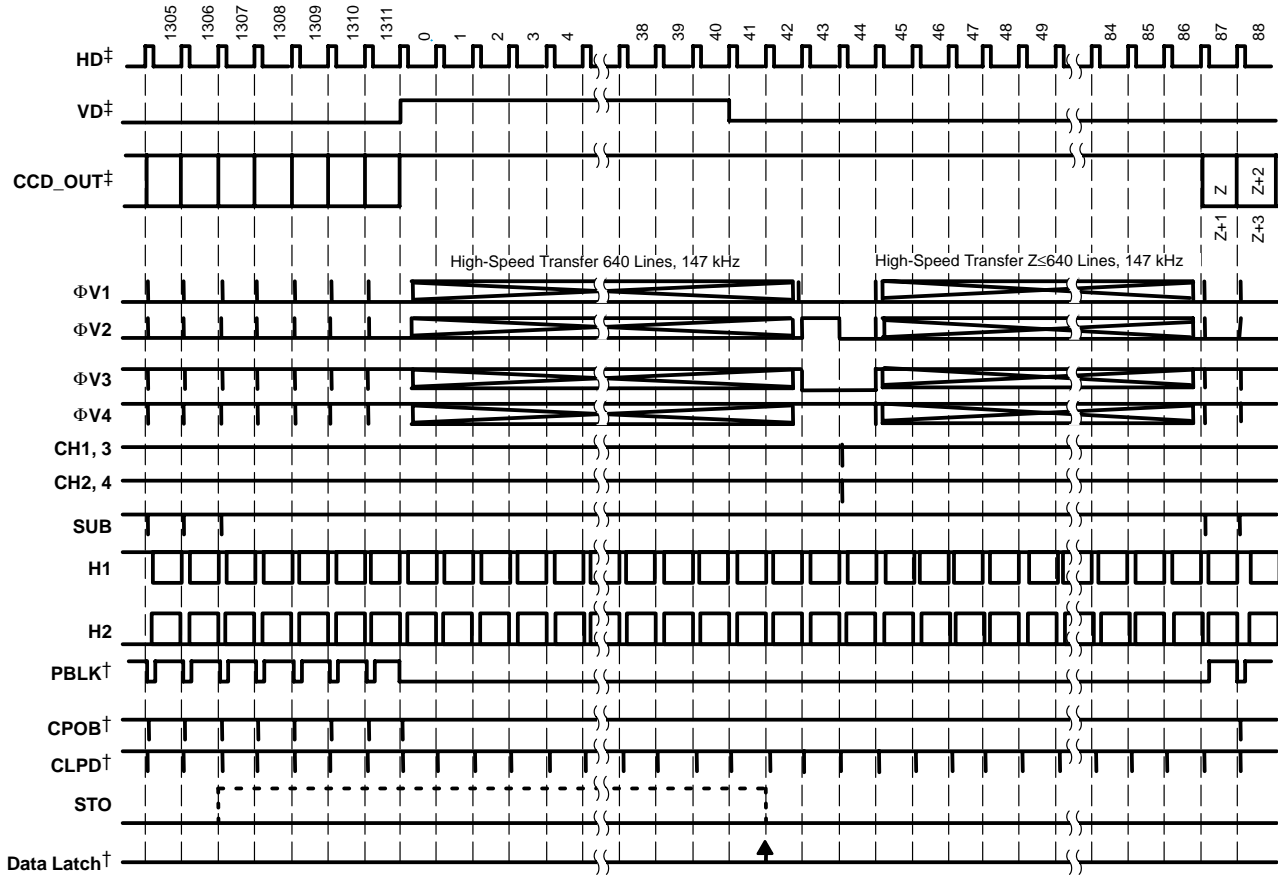 1305 1306 1307 1308 1309 1310 1311 0 1 2 3 4 38 39 40 41 42 43 44 45 46 47 48 49 84 85 86 87 88
HD‡
VD‡
CCD_OUT‡
Z Z+2
Z+1 Z+3
High-Speed Transfer 640 Lines, 147 kHz
High-Speed Transfer Z≤640 Lines, 147 kHz
ΦV1
ΦV2
ΦV3
ΦV4
CH1, 3
CH2, 4
SUB
H1
H2
PBLK†
CPOB†
CLPD†
STO
Data Latch†